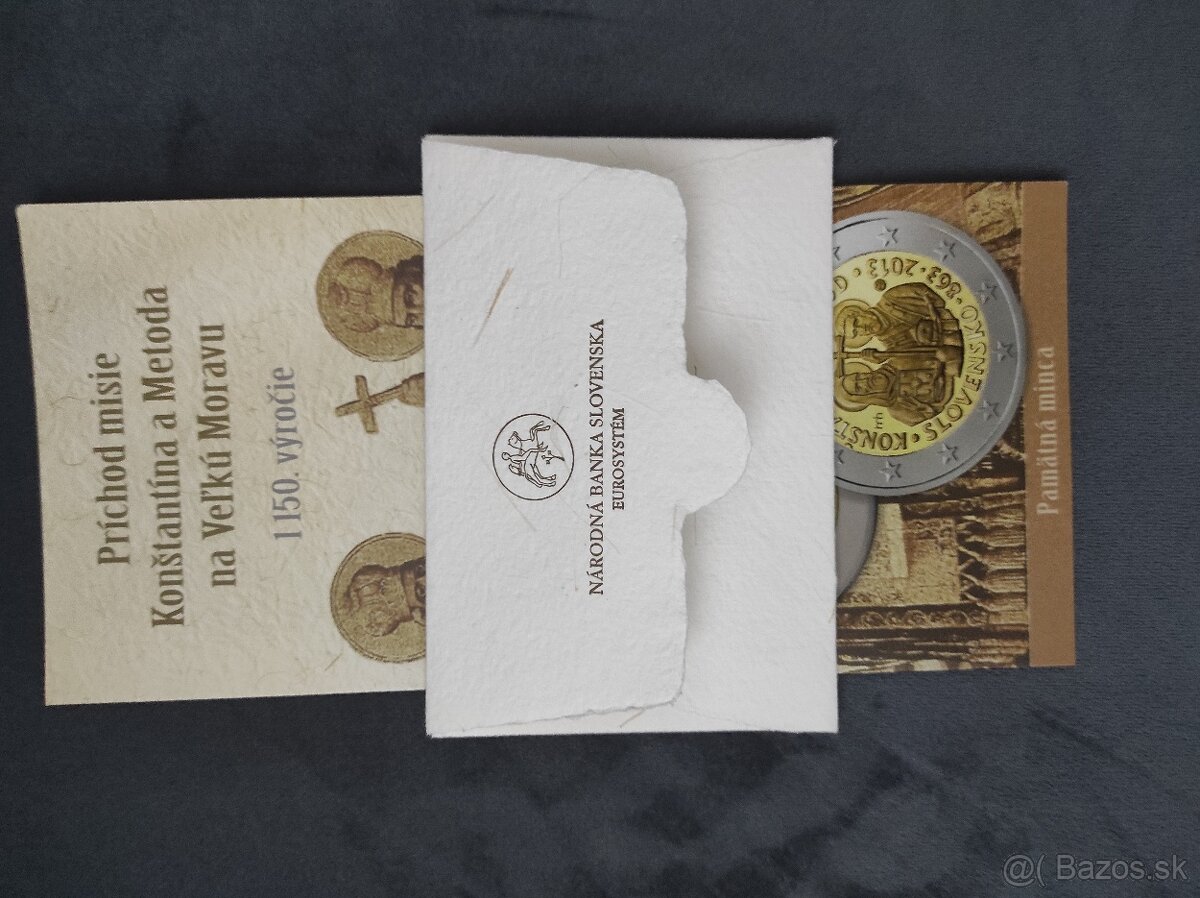 Príchod misie
Konštantína a Metoda
na Veľkú Moravu
1150. výročie
NÁRODNÁ BANKA SLOVENSKA
EUROSYSTÉM
SLOVENSKO • 863 • 2013 •
mh
Pamätná minca
@( Bazos.sk